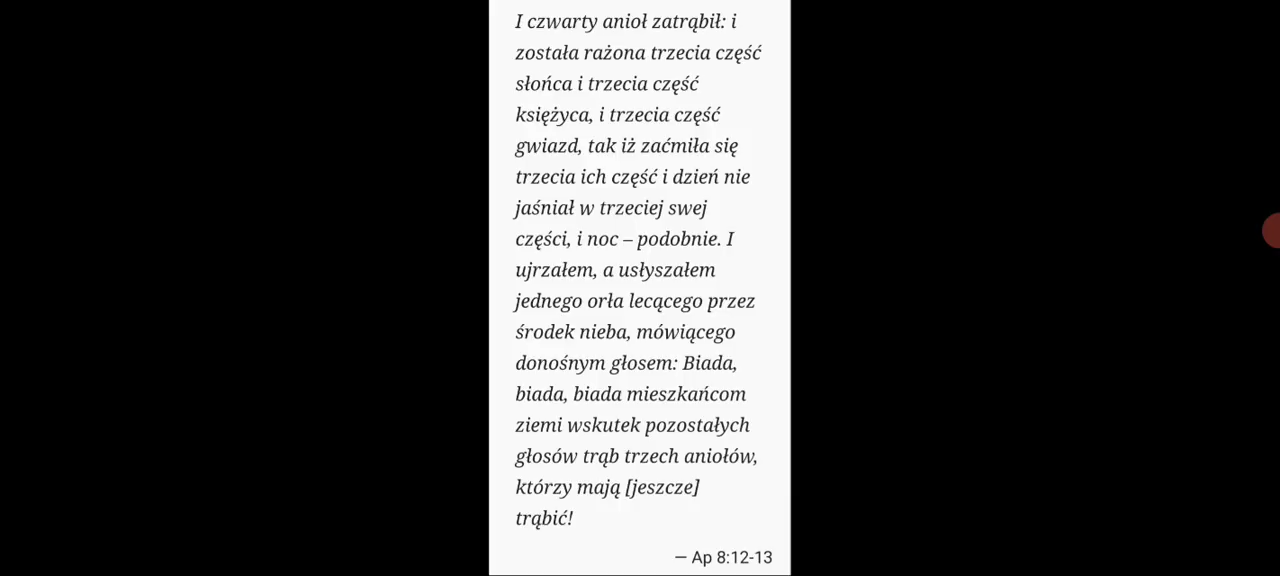 I czwarty anioł zatrąbił: i
została rażona trzecia część
słońca i trzecia część
księżyca, i trzecia część
gwiazd, tak iż zaćmiła się
trzecia ich część i dzień nie
jaśniał w trzeciej swej
części, i noc – podobnie. I
ujrzałem, a usłyszałem
jednego orła lecącego przez
środek nieba, mówiącego
donośnym głosem: Biada,
biada, biada mieszkańcom
ziemi wskutek pozostałych
głosów trąb trzech aniołów,
którzy mają [jeszcze]
trąbić!
— Ap 8:12-13